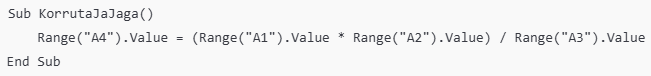 Sub KorrutaJaJaga()
    Range("A4").Value = (Range("A1").Value * Range("A2").Value) / Range("A3").Value
End Sub